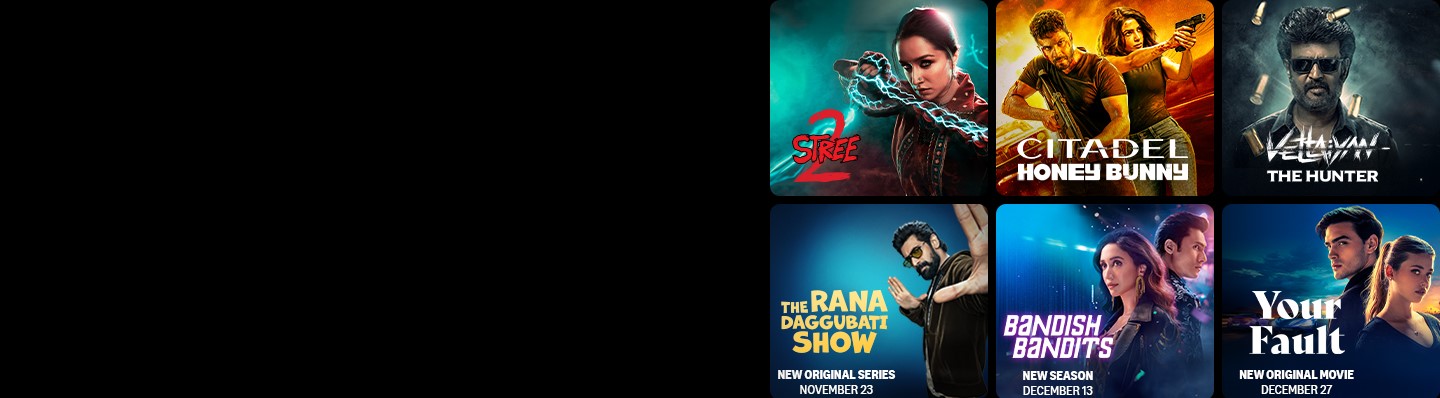 STREE
2
CITADEL
HONEY BUNNY
VETTAIYAN
THE HUNTER
THE RANA
DAGGUBATI
SHOW
NEW ORIGINAL SERIES
NOVEMBER 23
BANDISH
BANDITS
NEW SEASON
DECEMBER 13
Your
Fault
NEW ORIGINAL MOVIE
DECEMBER 27